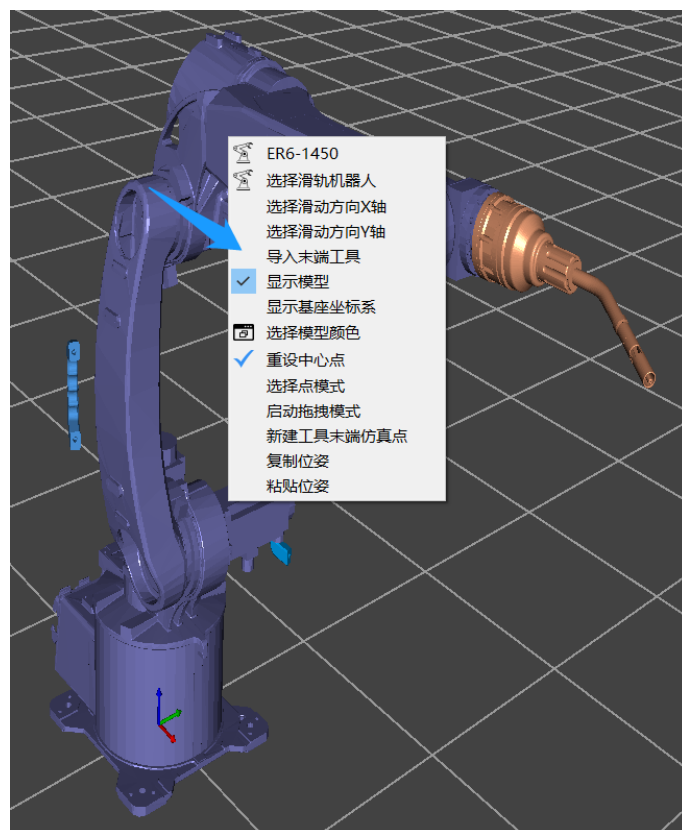 ER6-1450
选择滑轨机器人
选择滑动方向X轴
选择滑动方向Y轴
导入末端工具
显示模型
显示基座坐标系
选择模型颜色
重设中心点
选择点模式
启动拖拽模式
新建工具末端仿真点
复制位姿
粘贴位姿